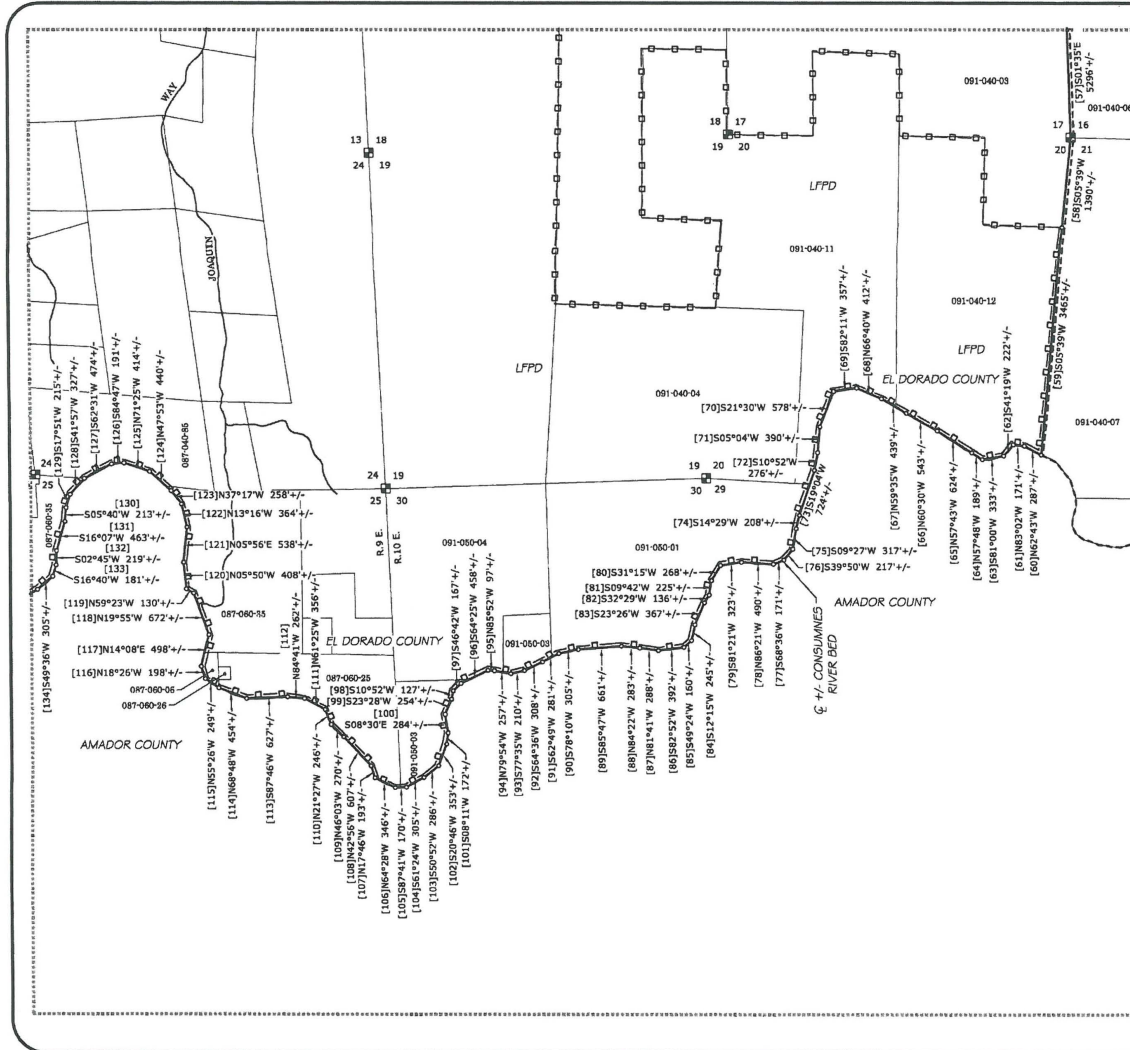 [57]S01°35'E
5296'+/-
091-040-03
091-040-06
WAY
13 18
24 19
18 17
19 20
17 16
20 21
[58]S05°39'W
1390'+/-
LFPD
JOAQUIN
091-040-11
091-040-12
[59]S05°39'W 3465'+/-
LFPD
LFPD
[69]S82°11'W 357'+/-
[68]N66°40'W 412'+/-
EL DORADO COUNTY
[62]S41°19'W 222'+/-
091-040-04
091-040-07
[70]S21°30'W 578'+/-
[71]S05°04'W 390'+/-
[72]S10°52'W
276'+/-
[73]S19°04'W
724'+/-
[74]S14°29'W 208'+/-
[75]S09°27'W 317'+/-
[76]S39°50'W 217'+/-
[67]N59°35'W 439'+/-
[66]N60°30'W 543'+/-
[65]N57°43'W 624'+/-
[64]N57°48'W 189'+/-
[63]S81°00'W 333'+/-
[61]N83°02'W 171'+/-
[60]N62°43'W 287'+/-
24
25
24 19
25 30
19 20
30 29
[129]S17°51'W 215'+/-
[128]S41°57'W 327'+/-
[127]S62°31'W 474'+/-
[126]S84°47'W 191'+/-
[125]N71°25'W 414'+/-
[124]N47°53'W 440'+/-
087-040-86
[123]N37°17'W 258'+/-
[122]N13°16'W 364'+/-
[121]N05°56'E 538'+/-
[120]N05°50'W 408'+/-
[130]
S05°40'W 213'+/-
[131]
S16°07'W 463'+/-
[132]
S02°45'W 219'+/-
[133]
S16°40'W 181'+/-
087-060-35
[134]S49°36'W 305'+/-
[119]N59°23'W 130'+/-
[118]N19°55'W 672'+/-
[117]N14°08'E 498'+/-
[116]N18°26'W 198'+/-
087-060-35
087-060-06
087-060-26
R.9 E.
R.10 E.
091-050-04
091-050-01
091-050-03
[80]S31°15'W 268'+/-
[81]S09°42'W 225'+/-
[82]S32°29'W 136'+/-
[83]S23°26'W 367'+/-
AMADOR COUNTY
℄ +/- CONSUMNES
RIVER BED
[79]S81°21'W 323'+/-
[78]N86°21'W 490'+/-
[77]S68°36'W 171'+/-
EL DORADO COUNTY
087-060-25
[112]
N84°41'W 262'+/-
[111]N61°25'W 356'+/-
[97]S46°42'W 167'+/-
[96]S64°25'W 458'+/-
[95]N85°52'W 97'+/-
[98]S10°52'W 127'+/-
[99]S23°28'W 254'+/-
[100]
S08°30'E 284'+/-
091-050-03
AMADOR COUNTY
[115]N55°26'W 249'+/-
[114]N68°48'W 454'+/-
[113]S87°46'W 627'+/-
[110]N21°27'W 246'+/-
[109]N46°03'W 270'+/-
[108]N42°56'W 607'+/-
[107]N17°46'W 193'+/-
[106]N64°28'W 346'+/-
[105]S87°41'W 170'+/-
[104]S61°24'W 305'+/-
[103]S50°52'W 286'+/-
[102]S20°46'W 353'+/-
[101]S08°11'W 172'+/-
[94]N79°54'W 257'+/-
[93]S77°35'W 210'+/-
[92]S64°36'W 308'+/-
[91]S62°49'W 281'+/-
[90]S78°10'W 305'+/-
[89]S85°47'W 661'+/-
[88]N84°22'W 283'+/-
[87]N81°41'W 288'+/-
[86]S82°52'W 392'+/-
[85]S49°24'W 160'+/-
[84]S12°15'W 245'+/-